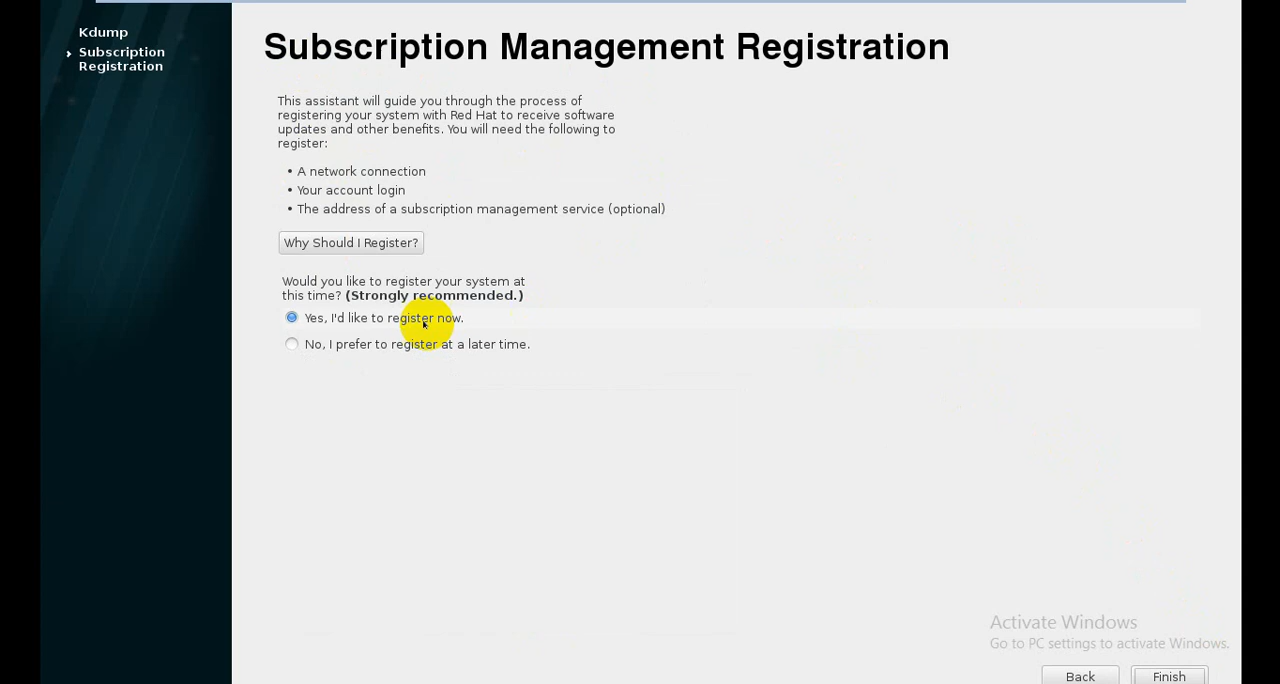 Kdump
Subscription
Registration
Subscription Management Registration
This assistant will guide you through the process of
registering your system with Red Hat to receive software
updates and other benefits. You will need the following to
register:
• A network connection
• Your account login
• The address of a subscription management service (optional)
Why Should I Register?
Would you like to register your system at
this time? (Strongly recommended.)
Yes, I'd like to register now.
No, I prefer to register at a later time.
Activate Windows
Go to PC settings to activate Windows.
Back
Finish